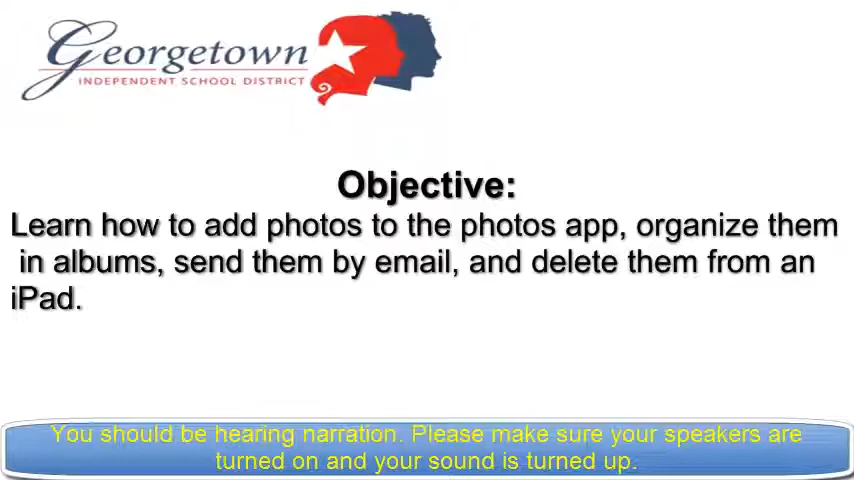 Georgetown
INDEPENDENT SCHOOL DISTRICT
Objective:
Learn how to add photos to the photos app, organize them
in albums, send them by email, and delete them from an
iPad.
You should be hearing narration. Please make sure your speakers are
turned on and your sound is turned up.